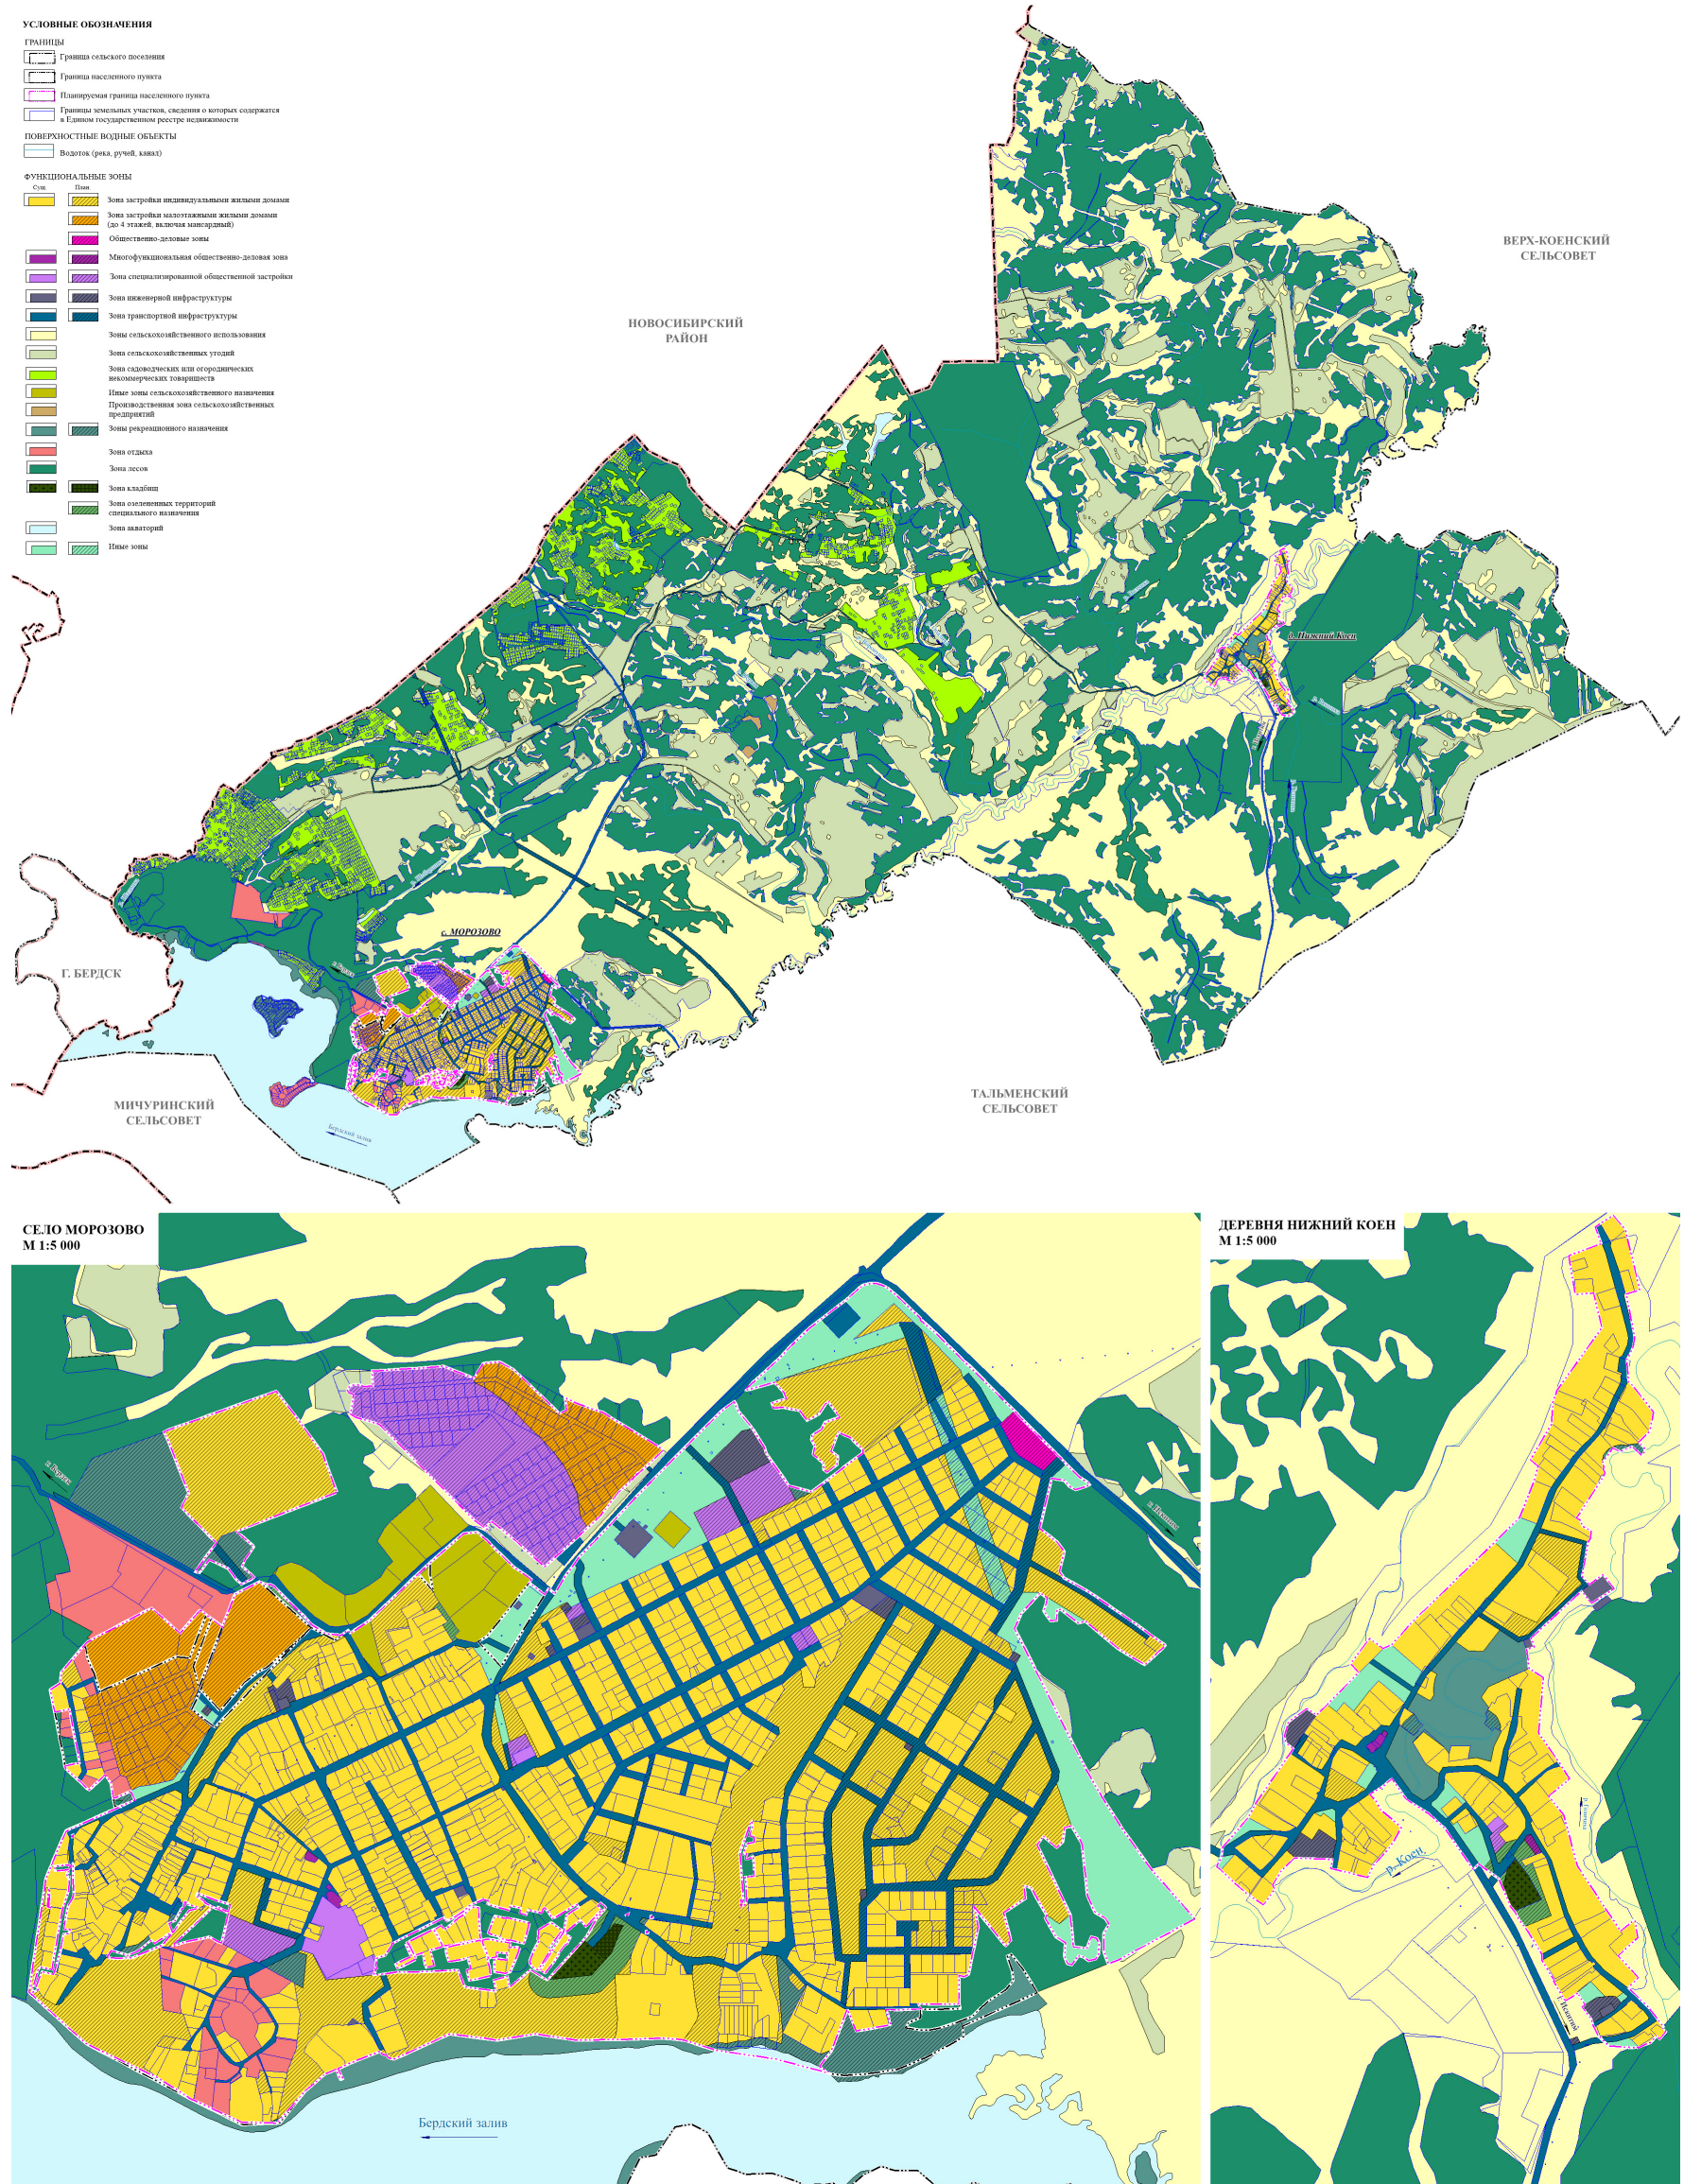 УСЛОВНЫЕ ОБОЗНАЧЕНИЯ
ГРАНИЦЫ
Граница сельского поселения
Граница населенного пункта
Планируемая граница населенного пункта
Границы земельных участков, сведения о которых содержатся
в Едином государственном реестре недвижимости
ПОВЕРХНОСТНЫЕ ВОДНЫЕ ОБЪЕКТЫ
Водоток (река, ручей, канал)
ФУНКЦИОНАЛЬНЫЕ ЗОНЫ
Сущ. План.
Зона застройки индивидуальными жилыми домами
Зона застройки малоэтажными жилыми домами
(до 4 этажей, включая мансардный)
Общественно-деловые зоны
Многофункциональная общественно-деловая зона
Зона специализированной общественной застройки
Зона инженерной инфраструктуры
Зона транспортной инфраструктуры
Зоны сельскохозяйственного использования
Зона сельскохозяйственных угодий
Зона садоводческих или огороднических
некоммерческих товариществ
Иные зоны сельскохозяйственного назначения
Производственная зона сельскохозяйственных
предприятий
Зоны рекреационного назначения
Зона отдыха
Зона лесов
Зона кладбищ
Зона озелененных территорий
специального назначения
Зона акваторий
Иные зоны
НОВОСИБИРСКИЙ
РАЙОН
ВЕРХ-КОЕНСКИЙ
СЕЛЬСОВЕТ
д. Нижний Коен
с. МОРОЗОВО
Г. БЕРДСК
МИЧУРИНСКИЙ
СЕЛЬСОВЕТ
ТАЛЬМЕНСКИЙ
СЕЛЬСОВЕТ
Бердский залив
СЕЛО МОРОЗОВО
М 1:5 000
г. Бердск
г. Искитим
Бердский залив
ДЕРЕВНЯ НИЖНИЙ КОЕН
М 1:5 000
р. Коен
г. Искитим